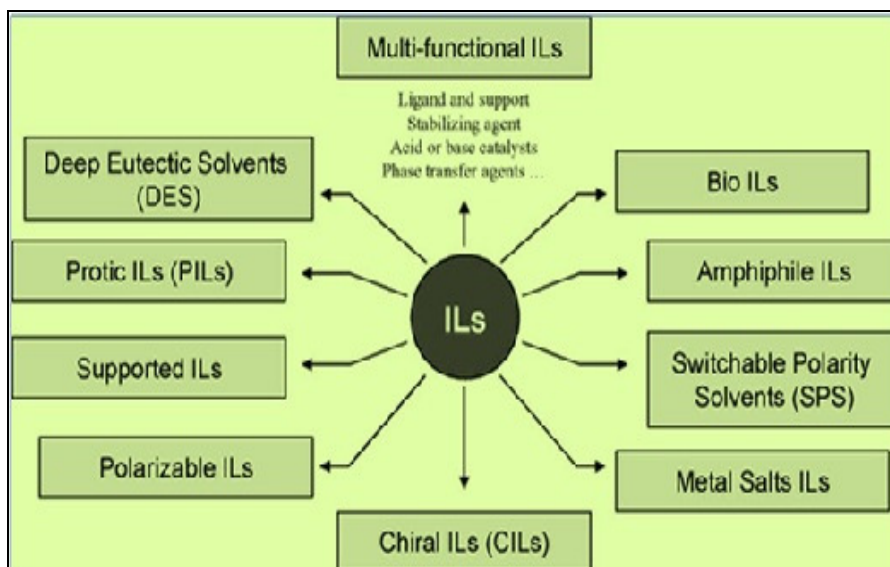 Multi-functional ILs
Ligand and support
Stabilizing agent
Acid or base catalysts
Phase transfer agents ...
Deep Eutectic Solvents
(DES)
Bio ILs
Protic ILs (PILs)
Amphiphile ILs
ILs
Supported ILs
Switchable Polarity
Solvents (SPS)
Polarizable ILs
Metal Salts ILs
Chiral ILs (CILs)